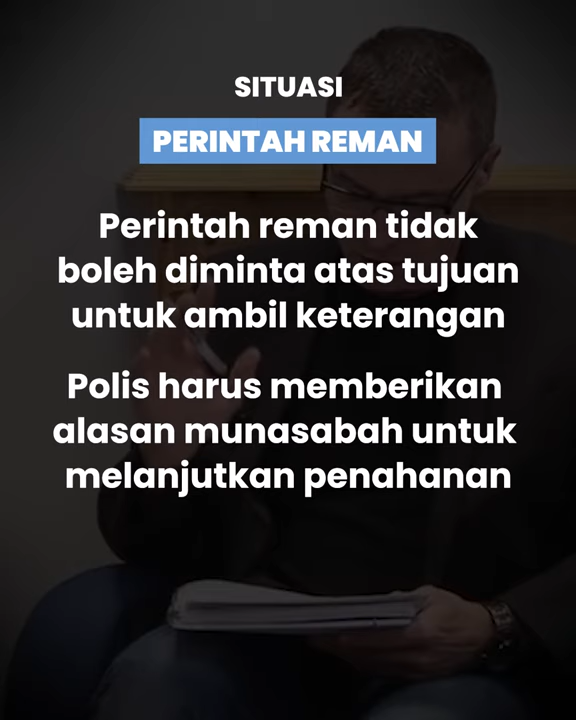 SITUASI
PERINTAH REMAN
Perintah reman tidak
boleh diminta atas tujuan
untuk ambil keterangan
Polis harus memberikan
alasan munasabah untuk
melanjutkan penahanan